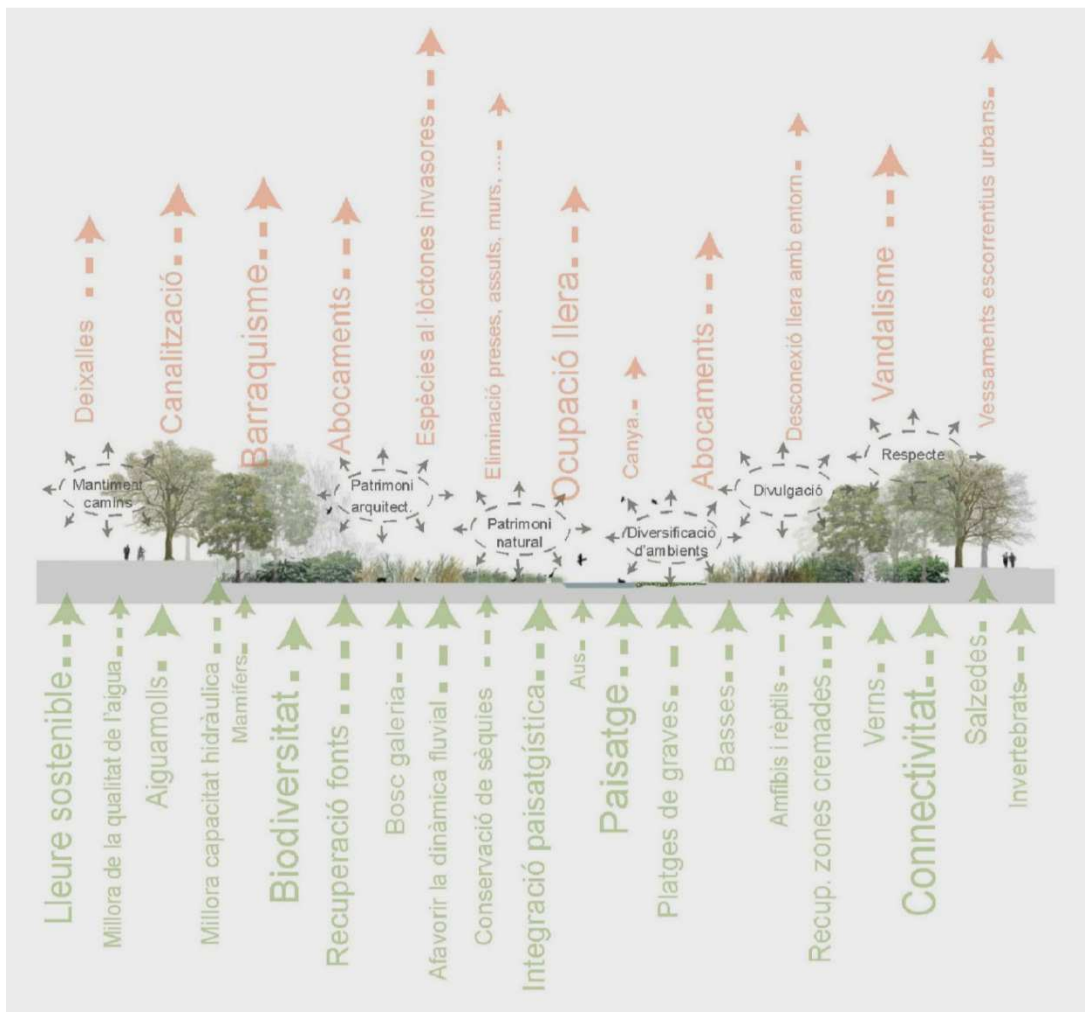 Deixalles
Canalització
Barraquisme
Abocaments
Espècies al·lòctones invasores
Eliminació preses, assuts, murs, ...
Ocupació llera
Canya
Abocaments
Desconexió llera amb entorn
Vandalisme
Vessaments escorrentius urbans
Mantiment
camins
Patrimoni
arquitect.
Patrimoni
natural
Diversificació
d'ambients
Divulgació
Respecte
Lleure sostenible
Millora de la qualitat de l'aigua
Aiguamolls
Millora capacitat hidràulica
Mamifers
Biodiversitat
Recuperació fonts
Bosc galeria
Afavorir la dinàmica fluvial
Conservació de sèquies
Integració paisatgística
Aus
Paisatge
Platges de graves
Basses
Amfibis i rèptils
Recup. zones cremades
Verns
Connectivitat
Salzedes
Invertebrats